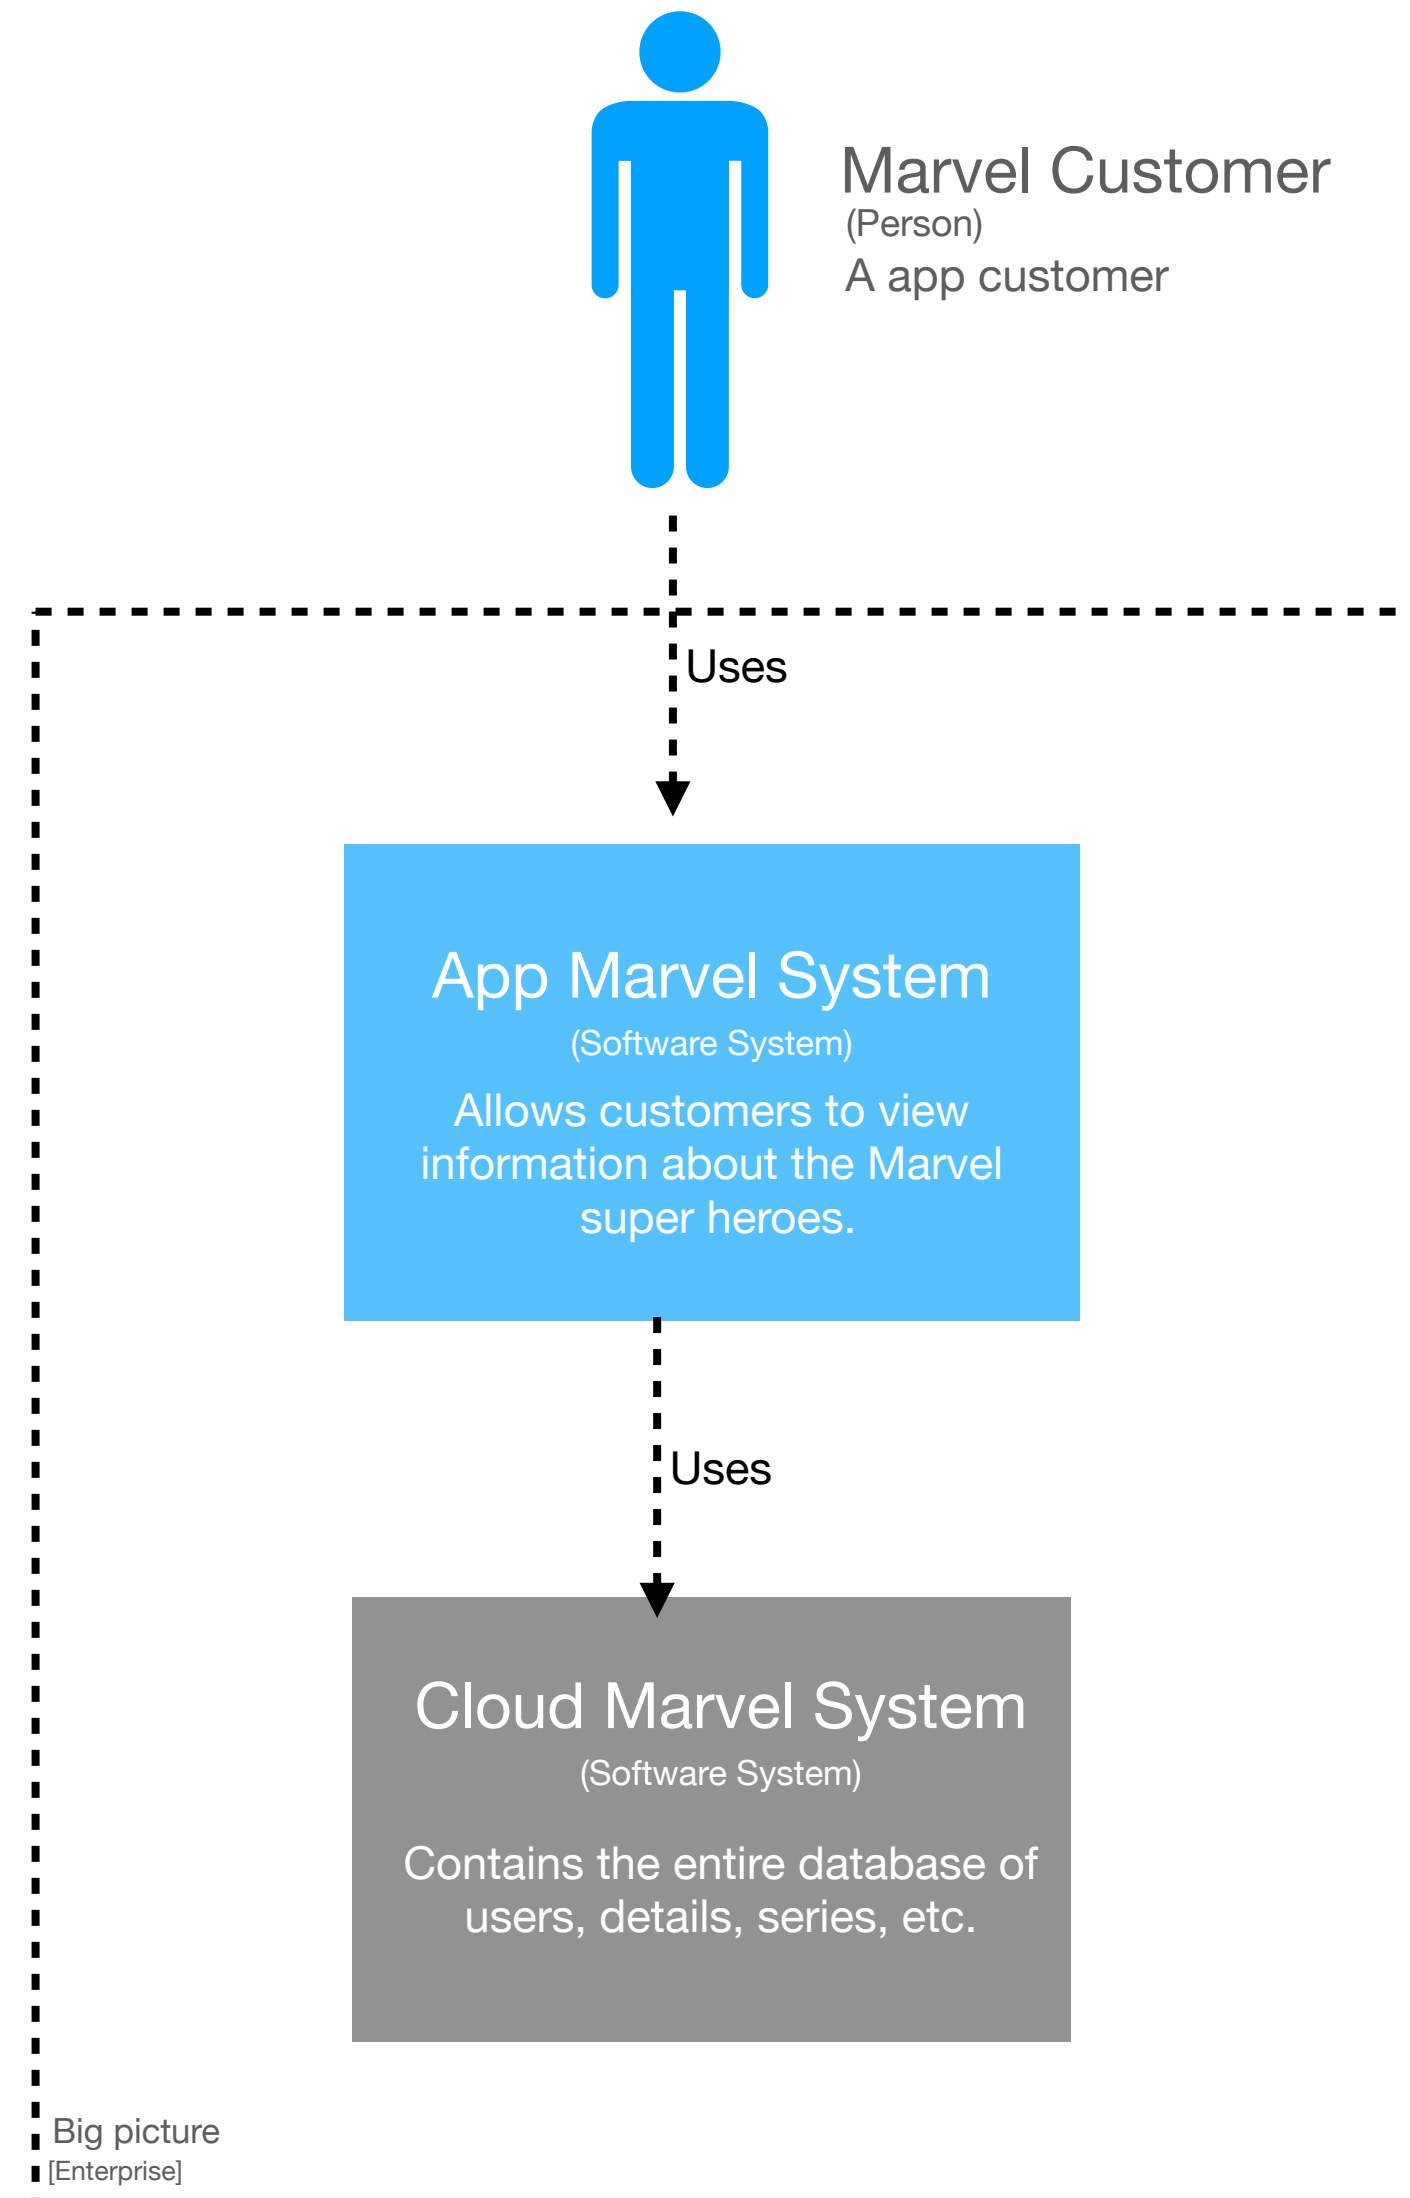 Marvel Customer
(Person)
A app customer
Uses
App Marvel System
(Software System)
Allows customers to view
information about the Marvel
super heroes.
Uses
Cloud Marvel System
(Software System)
Contains the entire database of
users, details, series, etc.
Big picture
[Enterprise]